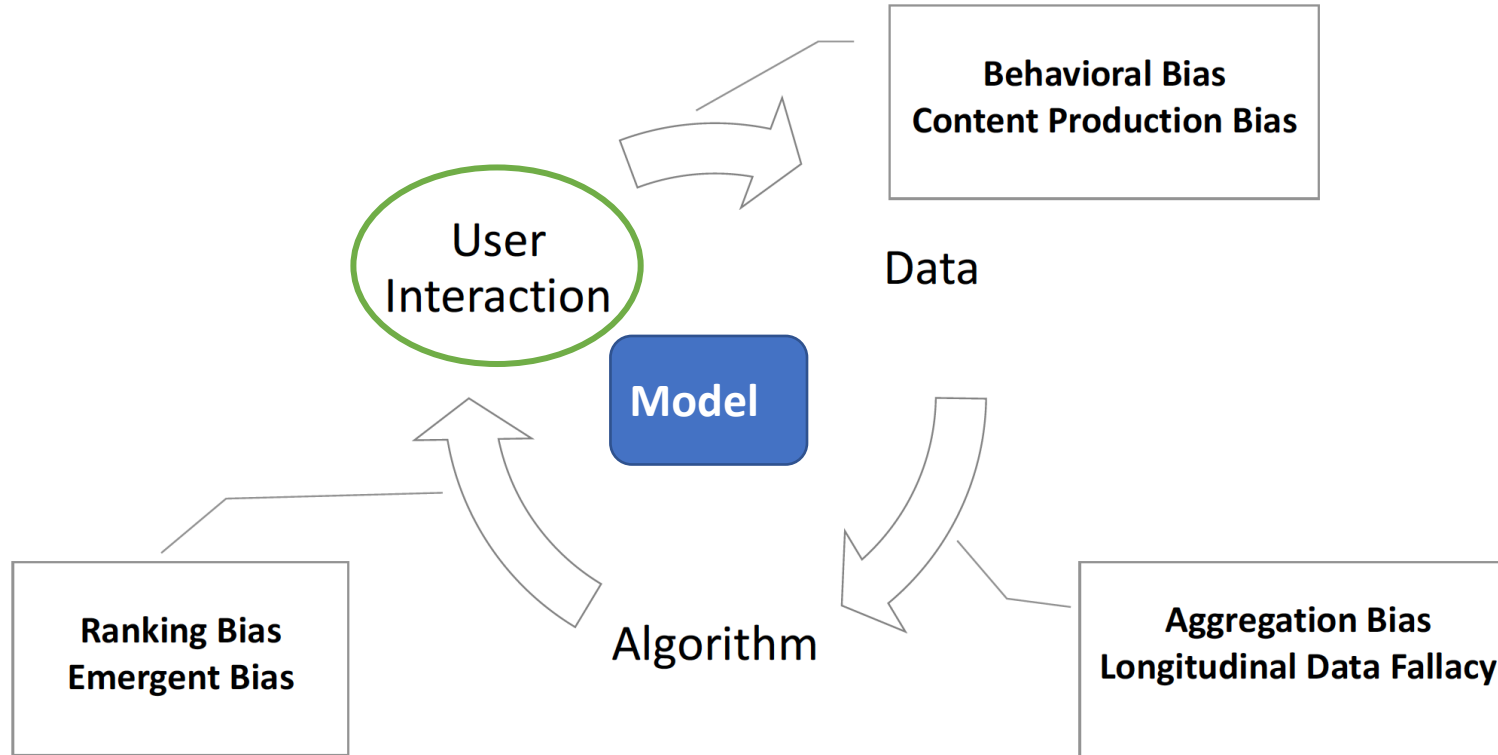 Behavioral Bias
Content Production Bias
User
Interaction
Data
Model
Ranking Bias
Emergent Bias
Algorithm
Aggregation Bias
Longitudinal Data Fallacy